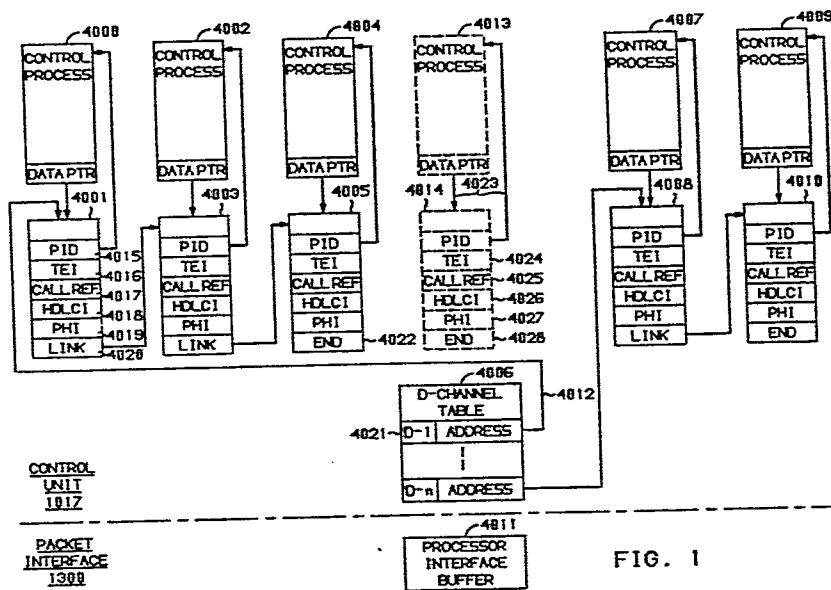 4000
CONTROL
PROCESS
DATA PTR
4002
CONTROL
PROCESS
DATA PTR
4004
CONTROL
PROCESS
DATA PTR
4013
CONTROL
PROCESS
DATA PTR
4007
CONTROL
PROCESS
DATA PTR
4009
CONTROL
PROCESS
DATA PTR
4001
PID 4015
TEI 4016
CALL REF 4017
HDLCI 4018
PHI 4019
LINK 4020
4003
PID
TEI
CALL REF
HDLCI
PHI
LINK
4005
PID
TEI
CALL REF
HDLCI
PHI
END 4022
4014 4023
PID
TEI 4024
CALL REF 4025
HDLCI 4026
PHI 4027
END 4028
4008
PID
TEI
CALL REF
HDLCI
PHI
LINK
4010
PID
TEI
CALL REF
HDLCI
PHI
END
4006
D-CHANNEL
TABLE
4021 D-1 ADDRESS 4012
D-n ADDRESS
CONTROL
UNIT
1017
PACKET
INTERFACE
1300
4011
PROCESSOR
INTERFACE
BUFFER
FIG. 1